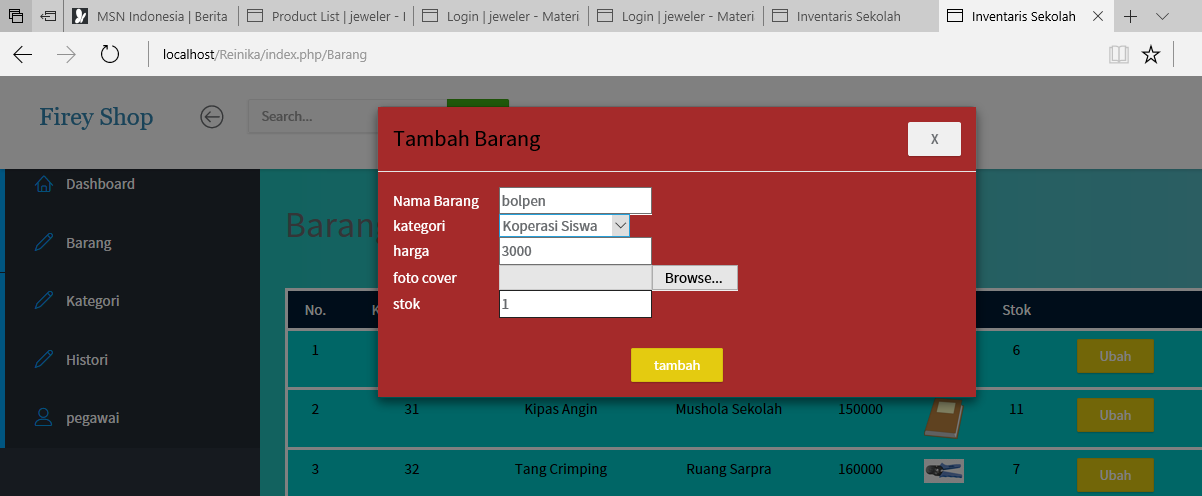 MSN Indonesia | Berita
Product List | jeweler - I
Login | jeweler - Materi
Login | jeweler - Materi
Inventaris Sekolah
Inventaris Sekolah
localhost/Reinika/index.php/Barang
Firey Shop
Search...
Tambah Barang
X
Dashboard
Barang
Kategori
Histori
pegawai
Baran
Nama Barang bolpen
kategori Koperasi Siswa
harga 3000
foto cover Browse...
stok 1
tambah
No. K Stok
1 6 Ubah
2 31 Kipas Angin Mushola Sekolah 150000 11 Ubah
3 32 Tang Crimping Ruang Sarpra 160000 7 Ubah